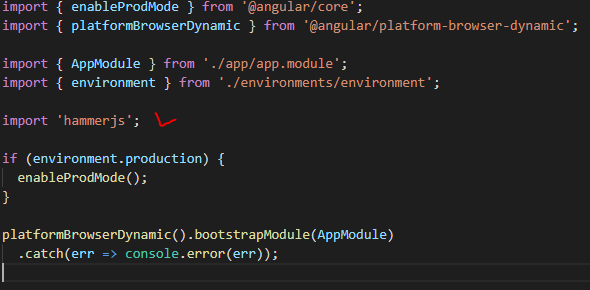 import { enableProdMode } from '@angular/core';
import { platformBrowserDynamic } from '@angular/platform-browser-dynamic';
import { AppModule } from './app/app.module';
import { environment } from './environments/environment';
import 'hammerjs';
if (environment.production) {
  enableProdMode();
}
platformBrowserDynamic().bootstrapModule(AppModule)
  .catch(err => console.error(err));